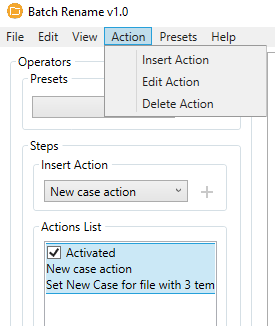 Batch Rename v1.0
File Edit View Action Presets Help
Insert Action
Edit Action
Delete Action
Operators
Presets
Steps
Insert Action
New case action
Actions List
Activated
New case action
Set New Case for file with 3 tem